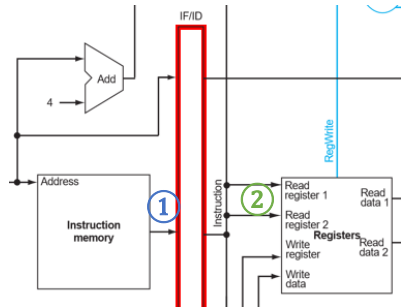 IF/ID
Add
4
RegWrite
Address
Instruction
memory
1
Instruction
2
Read
register 1
Read
register 2
Write
register
Write
data
Registers
Read
data 1
Read
data 2